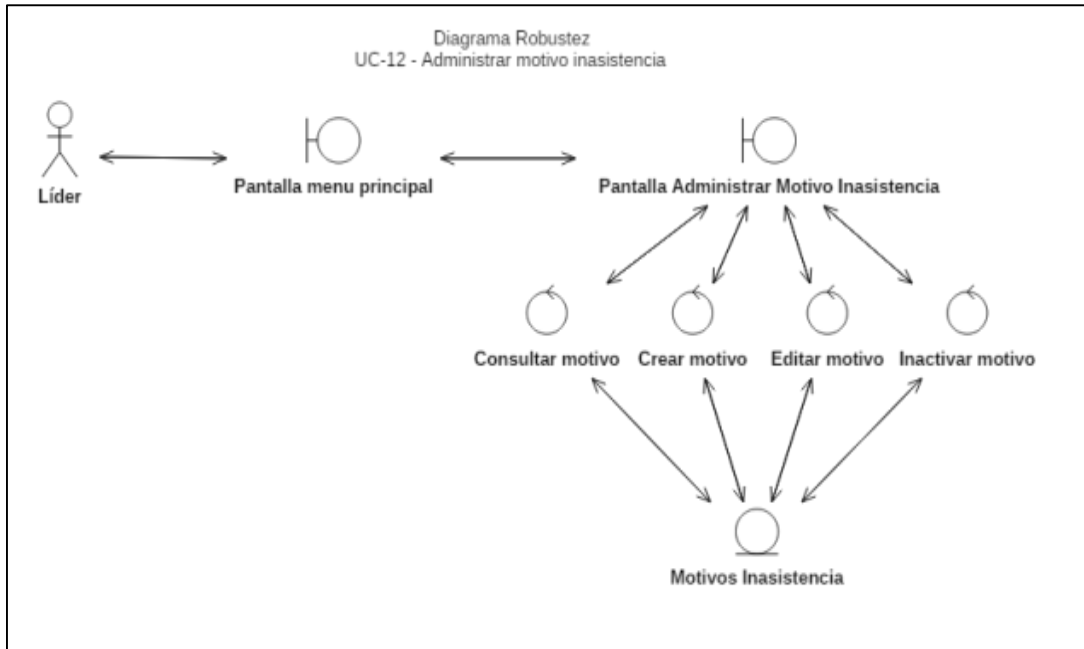 Diagrama Robustez
UC-12 - Administrar motivo inasistencia
Líder
Pantalla menu principal
Pantalla Administrar Motivo Inasistencia
Consultar motivo
Crear motivo
Editar motivo
Inactivar motivo
Motivos Inasistencia